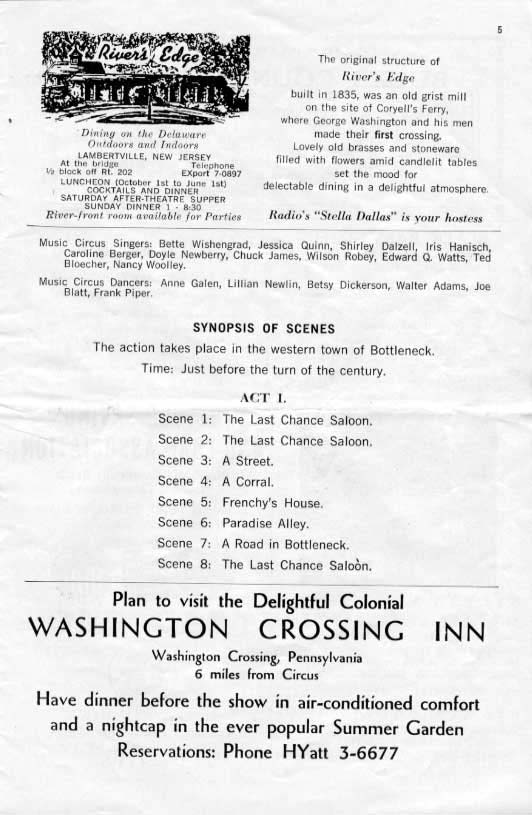 5
River's Edge
Dining on the Delaware
Outdoors and Indoors
LAMBERTVILLE, NEW JERSEY
At the bridge Telephone
½ block off Rt. 202 EXport 7-0897
LUNCHEON (October 1st to June 1st)
COCKTAILS AND DINNER
SATURDAY AFTER-THEATRE SUPPER
SUNDAY DINNER 1 - 8:30
River-front room available for Parties
The original structure of
River's Edge
built in 1835, was an old grist mill
on the site of Coryell's Ferry,
where George Washington and his men
made their first crossing.
Lovely old brasses and stoneware
filled with flowers amid candlelit tables
set the mood for
delectable dining in a delightful atmosphere.
Radio's "Stella Dallas" is your hostess
Music Circus Singers: Bette Wishengrad, Jessica Quinn, Shirley Dalzell, Iris Hanisch,
Caroline Berger, Doyle Newberry, Chuck James, Wilson Robey, Edward Q. Watts, Ted
Bloecher, Nancy Woolley.
Music Circus Dancers: Anne Galen, Lillian Newlin, Betsy Dickerson, Walter Adams, Joe
Blatt, Frank Piper.
SYNOPSIS OF SCENES
The action takes place in the western town of Bottleneck.
Time: Just before the turn of the century.
ACT I.
Scene 1: The Last Chance Saloon.
Scene 2: The Last Chance Saloon.
Scene 3: A Street.
Scene 4: A Corral.
Scene 5: Frenchy's House.
Scene 6: Paradise Alley.
Scene 7: A Road in Bottleneck.
Scene 8: The Last Chance Saloon.
Plan to visit the Delightful Colonial
WASHINGTON CROSSING INN
Washington Crossing, Pennsylvania
6 miles from Circus
Have dinner before the show in air-conditioned comfort
and a nightcap in the ever popular Summer Garden
Reservations: Phone HYatt 3-6677